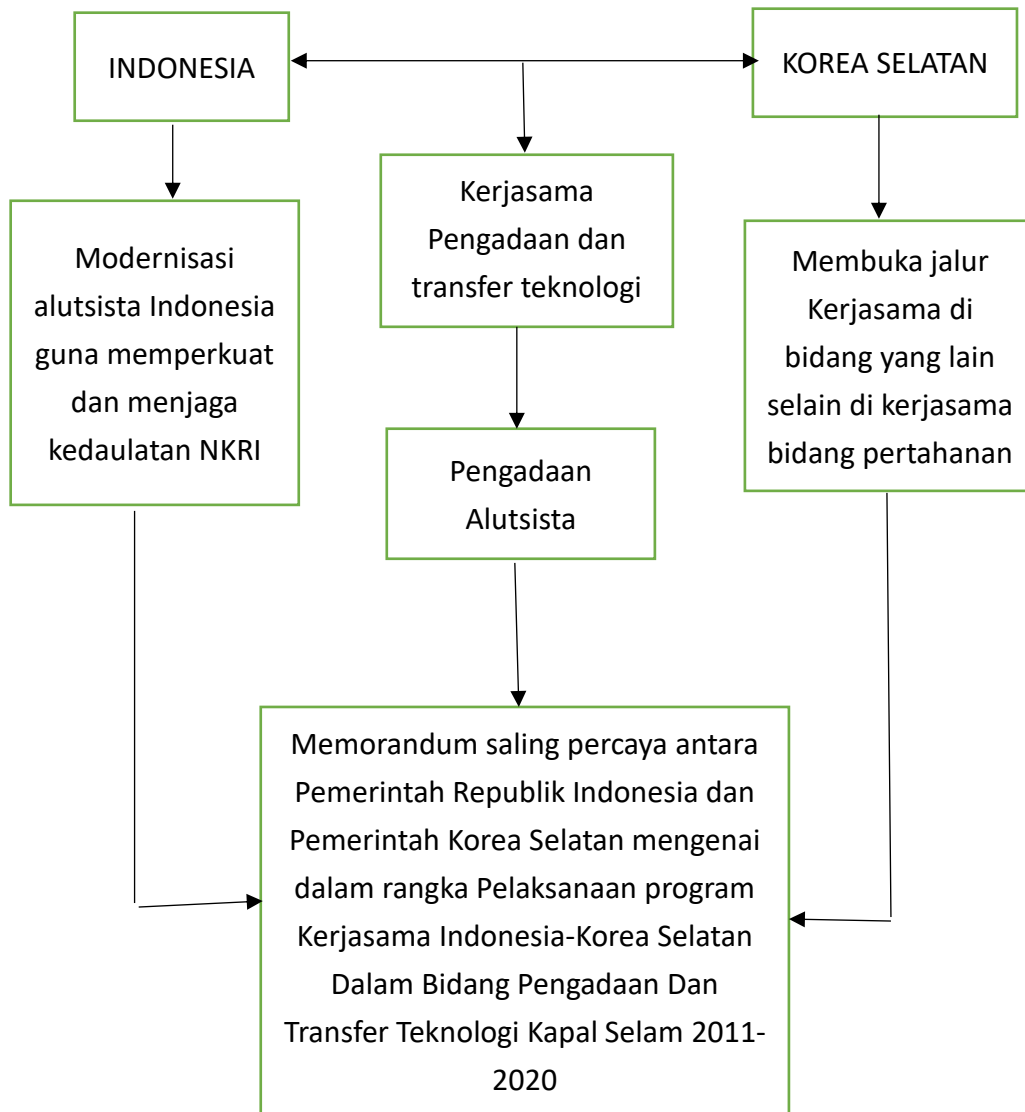 INDONESIA
KOREA SELATAN
Kerjasama
Pengadaan dan
transfer teknologi
Modernisasi
alutsista Indonesia
guna memperkuat
dan menjaga
kedaulatan NKRI
Membuka jalur
Kerjasama di
bidang yang lain
selain di kerjasama
bidang pertahanan
Pengadaan
Alutsista
Memorandum saling percaya antara
Pemerintah Republik Indonesia dan
Pemerintah Korea Selatan mengenai
dalam rangka Pelaksanaan program
Kerjasama Indonesia-Korea Selatan
Dalam Bidang Pengadaan Dan
Transfer Teknologi Kapal Selam 2011-
2020